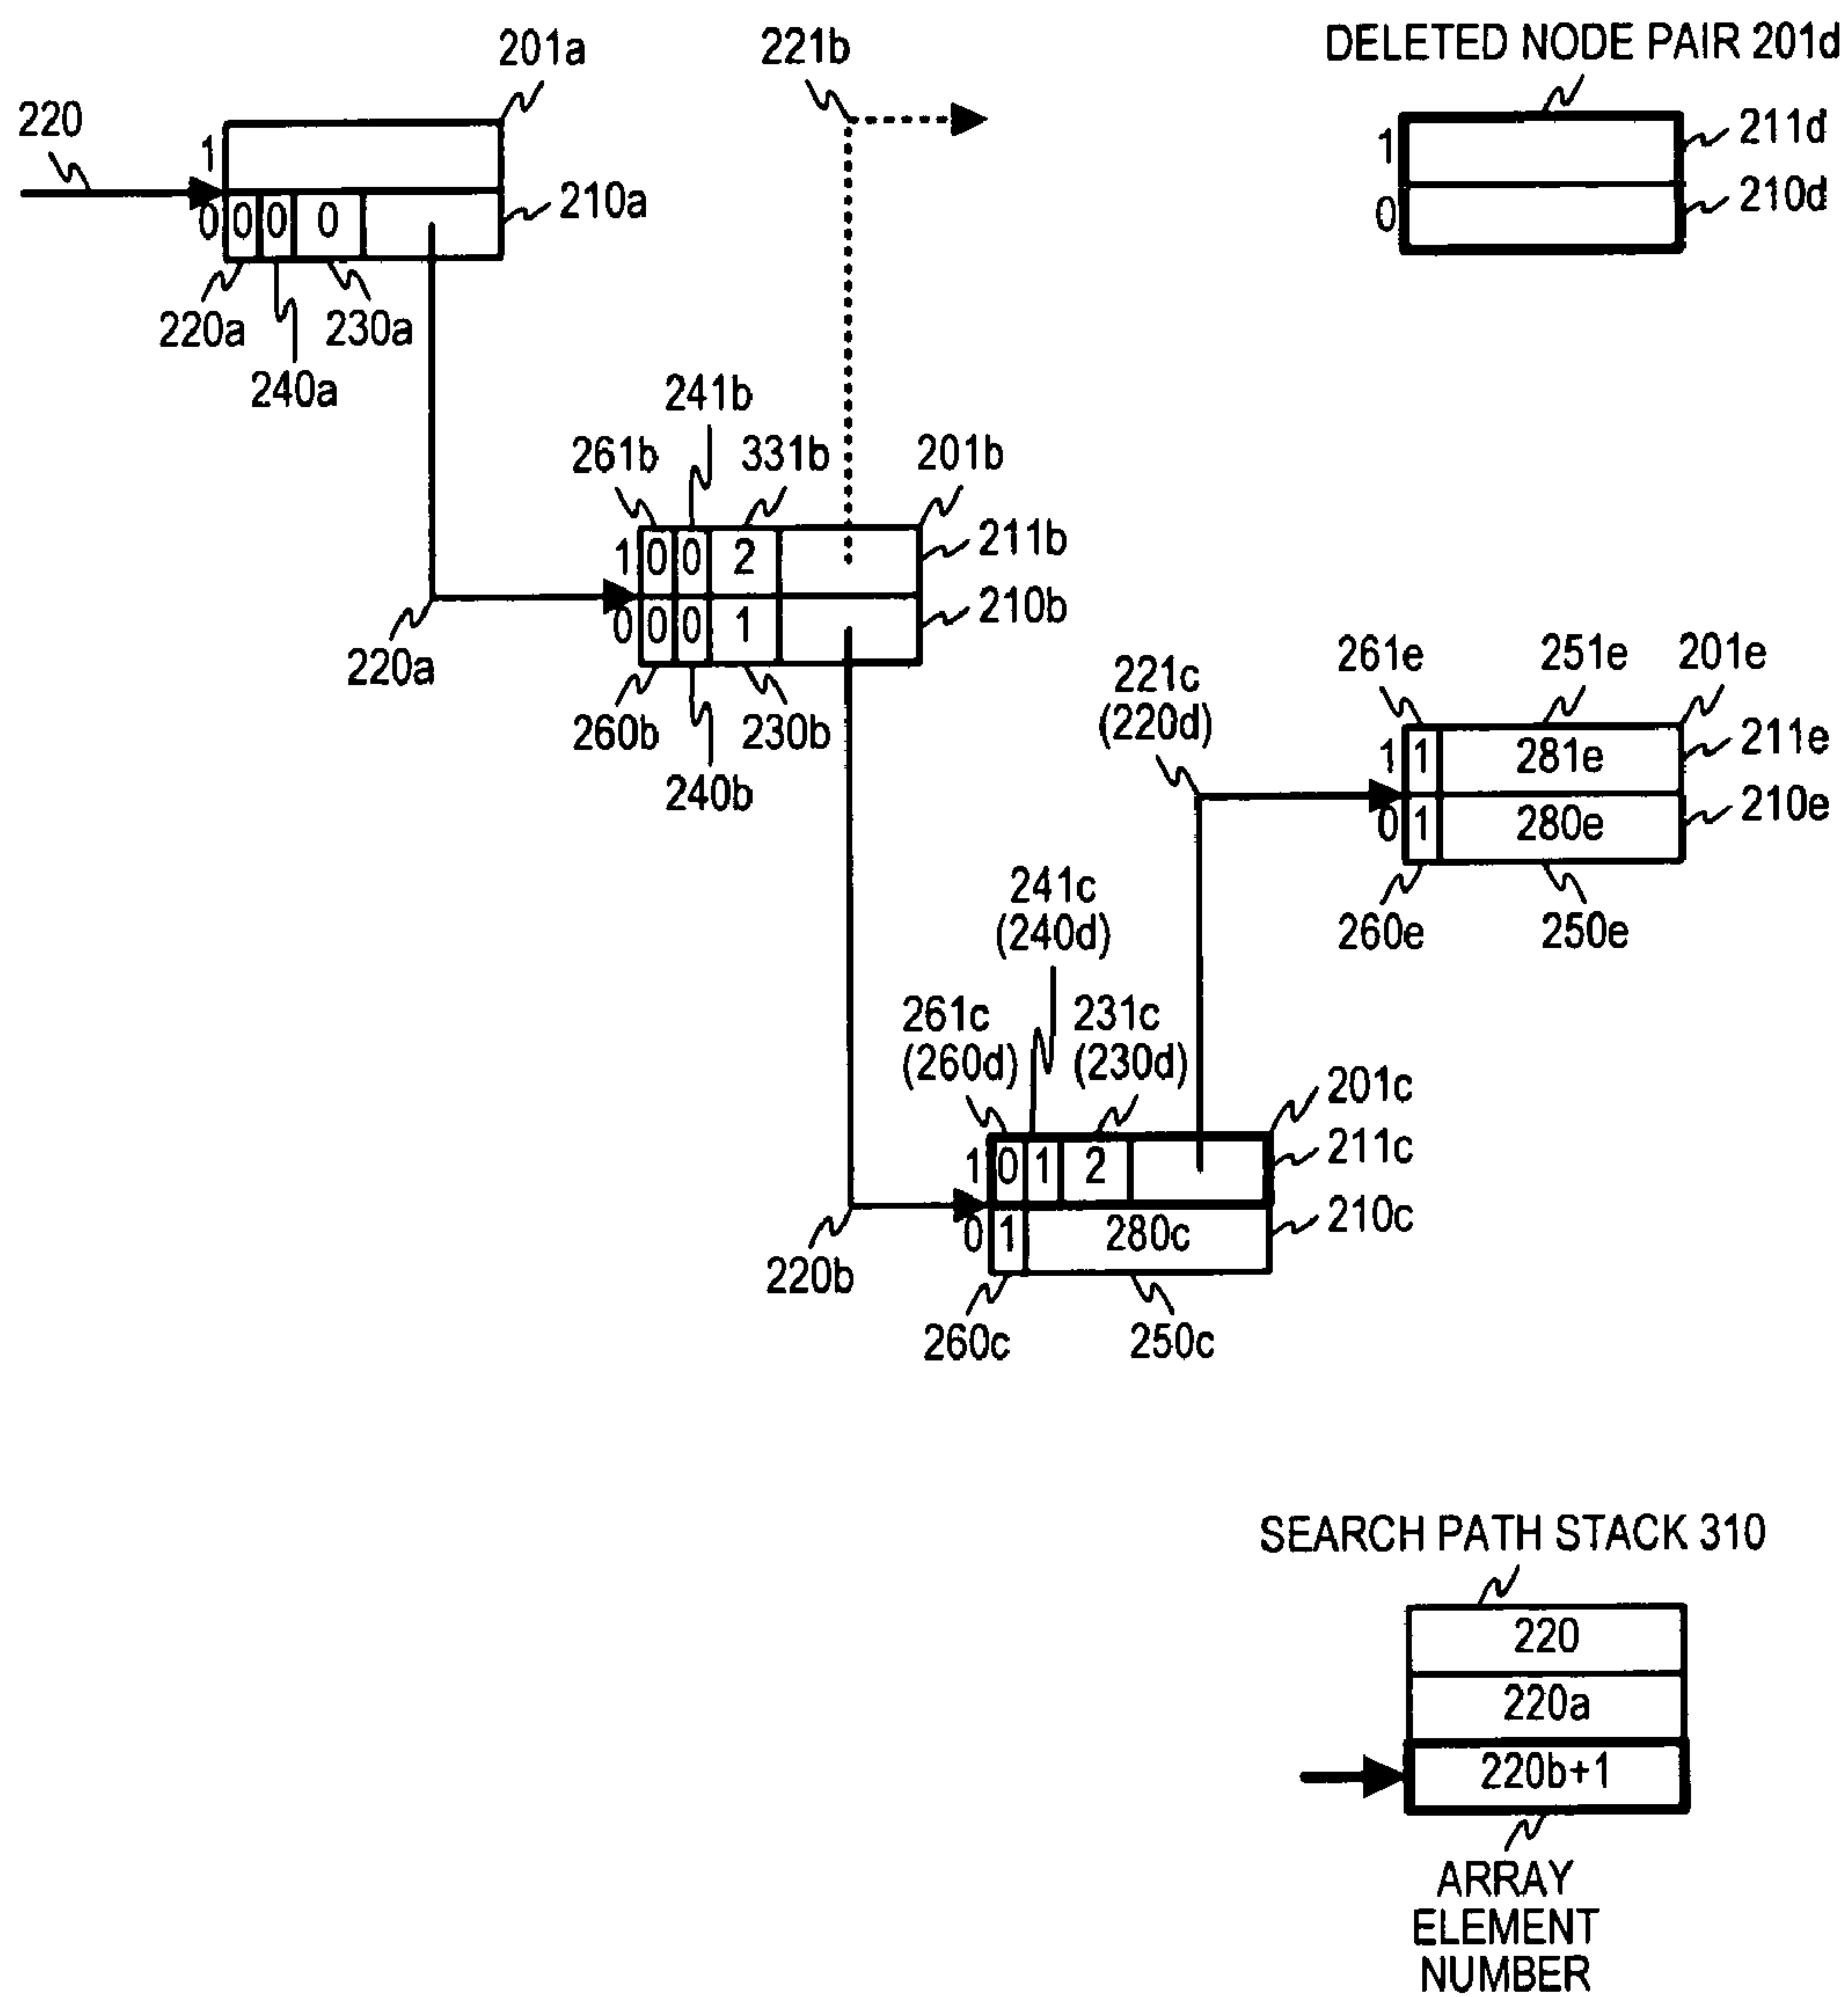 201a
221b
DELETED NODE PAIR 201d
220
1
1
211d
0 0 0 0
210a
0
210d
220a
230a
240a
241b
261b
331b
201b
1 0 0 2
211b
0 0 0 1
210b
220a
260b
230b
240b
221c
(220d)
261e
251e
201e
1 1 281e
211e
0 1 280e
210e
260e
250e
241c
(240d)
261c
(260d)
231c
(230d)
201c
1 0 1 2
211c
0 1 280c
210c
220b
260c
250c
SEARCH PATH STACK 310
220
220a
220b+1
ARRAY
ELEMENT
NUMBER